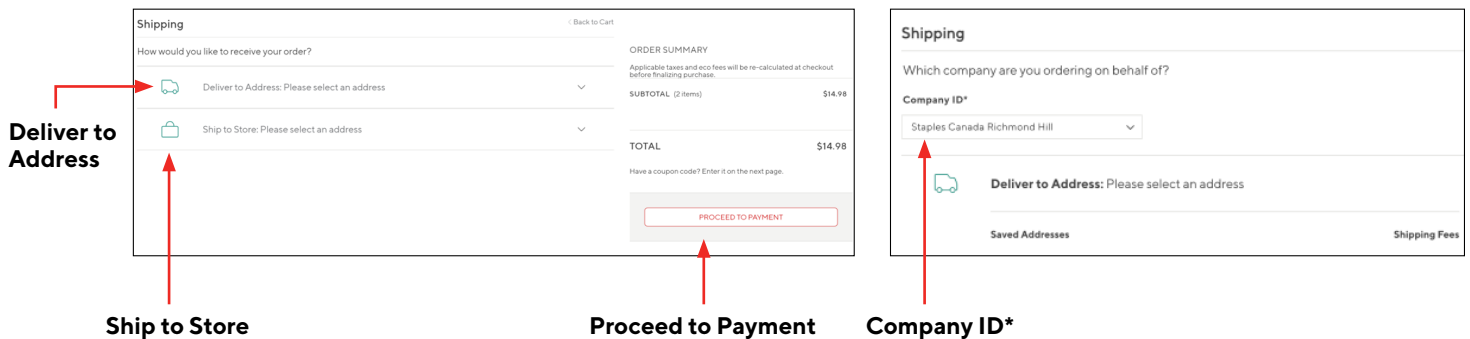 Shipping
< Back to Cart
How would you like to receive your order?
Deliver to Address: Please select an address
Ship to Store: Please select an address
ORDER SUMMARY
Applicable taxes and eco fees will be re-calculated at checkout
before finalizing purchase.
SUBTOTAL (2 items) $14.98
TOTAL $14.98
Have a coupon code? Enter it on the next page.
PROCEED TO PAYMENT
Deliver to
Address
Ship to Store
Proceed to Payment
Shipping
Which company are you ordering on behalf of?
Company ID*
Staples Canada Richmond Hill
Deliver to Address: Please select an address
Saved Addresses Shipping Fees
Company ID*